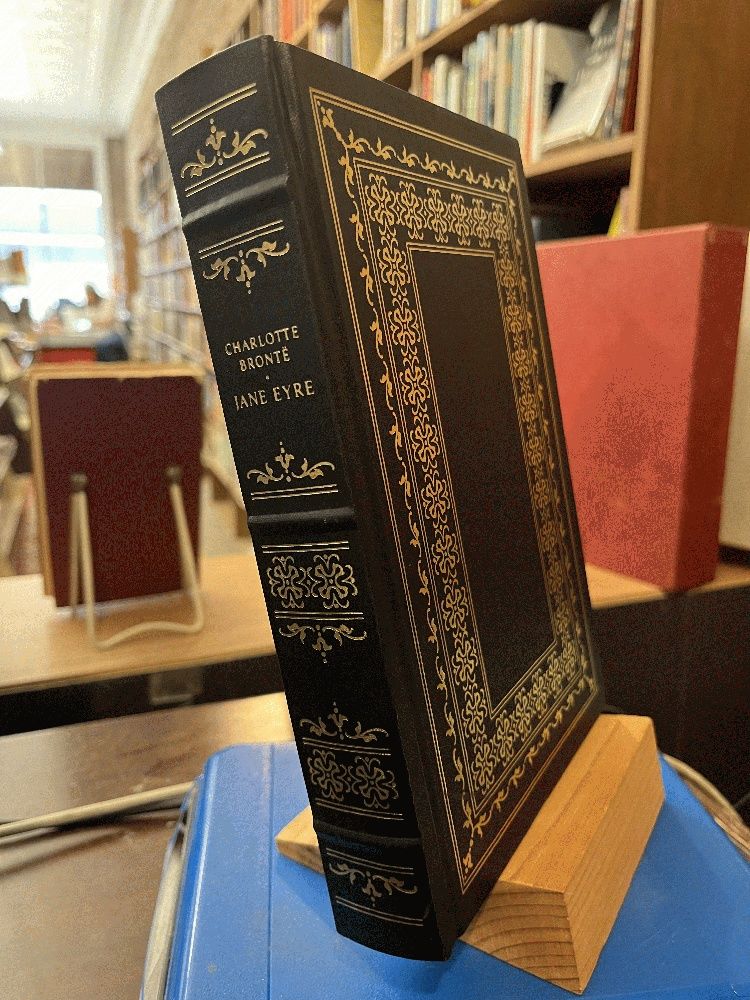 CHARLOTTE
BRONTË
·
JANE EYRE